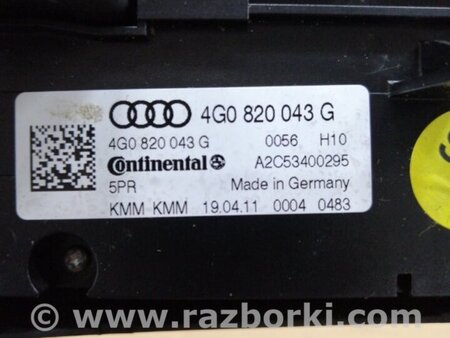 4G0 820 043 G
4G0 820 043 G 0056 H10
Continental A2C53400295
5PR Made in Germany
KMM KMM 19.04.11 0004 0483
© www.razborki.com